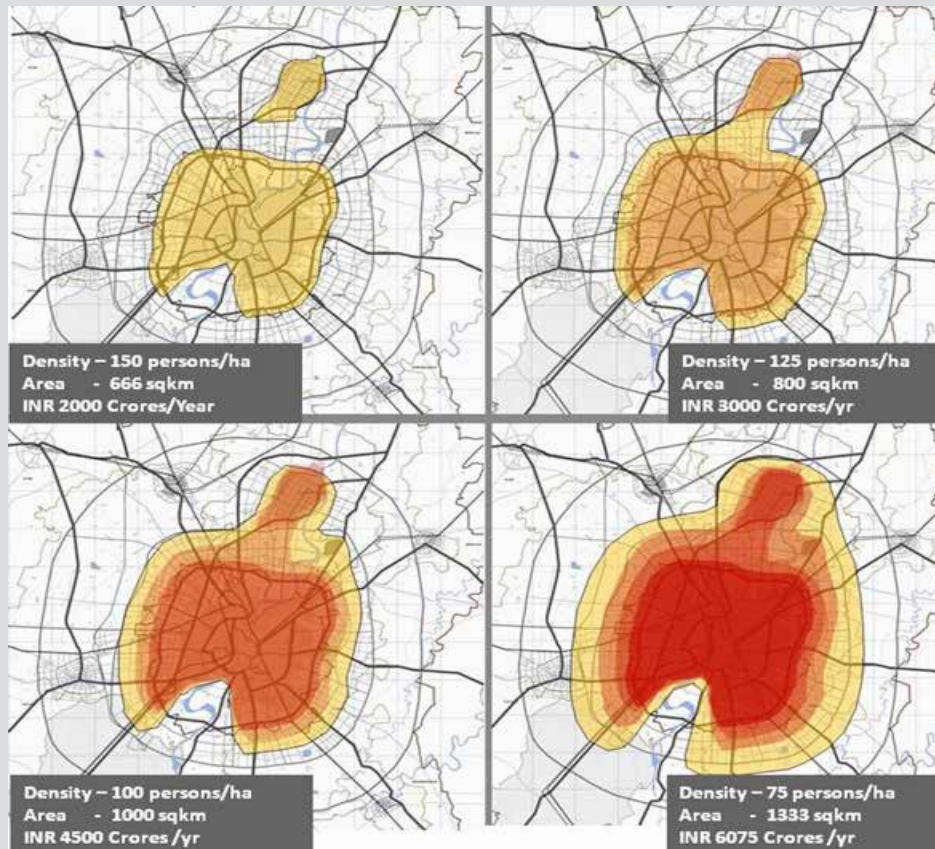 Density – 150 persons/ha
Area - 666 sqkm
INR 2000 Crores/Year
Density – 125 persons/ha
Area - 800 sqkm
INR 3000 Crores/yr
Density – 100 persons/ha
Area - 1000 sqkm
INR 4500 Crores /yr
Density – 75 persons/ha
Area - 1333 sqkm
INR 6075 Crores /yr